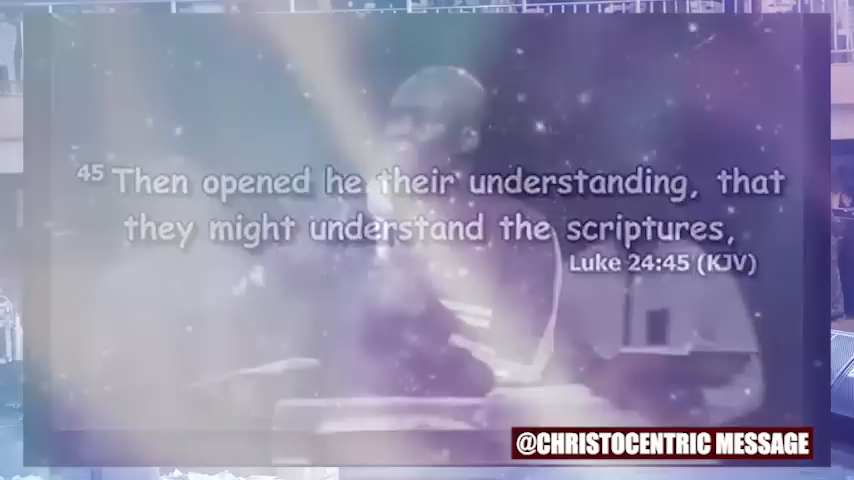 45 Then opened he their understanding, that
they might understand the scriptures,
Luke 24:45 (KJV)
@CHRISTOCENTRIC MESSAGE